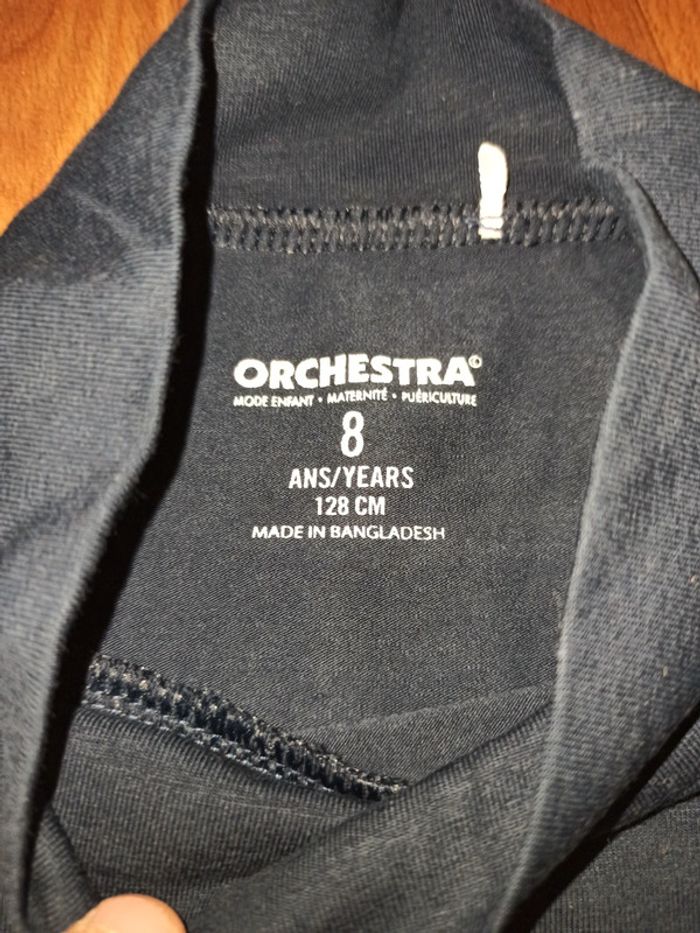 ORCHESTRA©
MODE ENFANT • MATERNITÉ • PUÉRICULTURE
8
ANS/YEARS
128 CM
MADE IN BANGLADESH